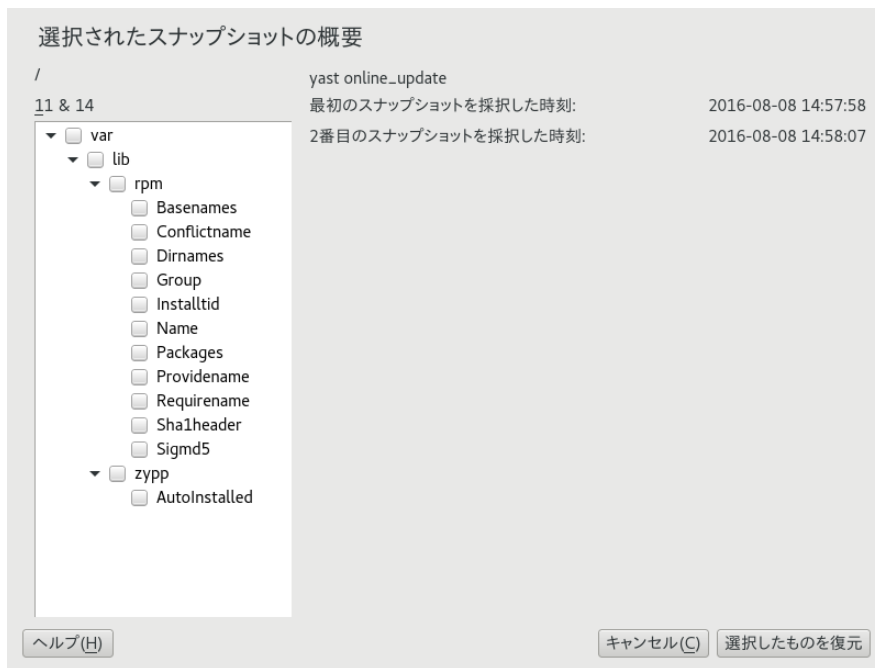 選択されたスナップショットの概要
/
yast online_update
11 & 14
最初のスナップショットを採択した時刻: 2016-08-08 14:57:58
2番目のスナップショットを採択した時刻: 2016-08-08 14:58:07
var
lib
rpm
Basenames
Conflictname
Dirnames
Group
Installtid
Name
Packages
Providename
Requirename
Sha1header
Sigmd5
zypp
AutoInstalled
ヘルプ(H)
キャンセル(C)
選択したものを復元